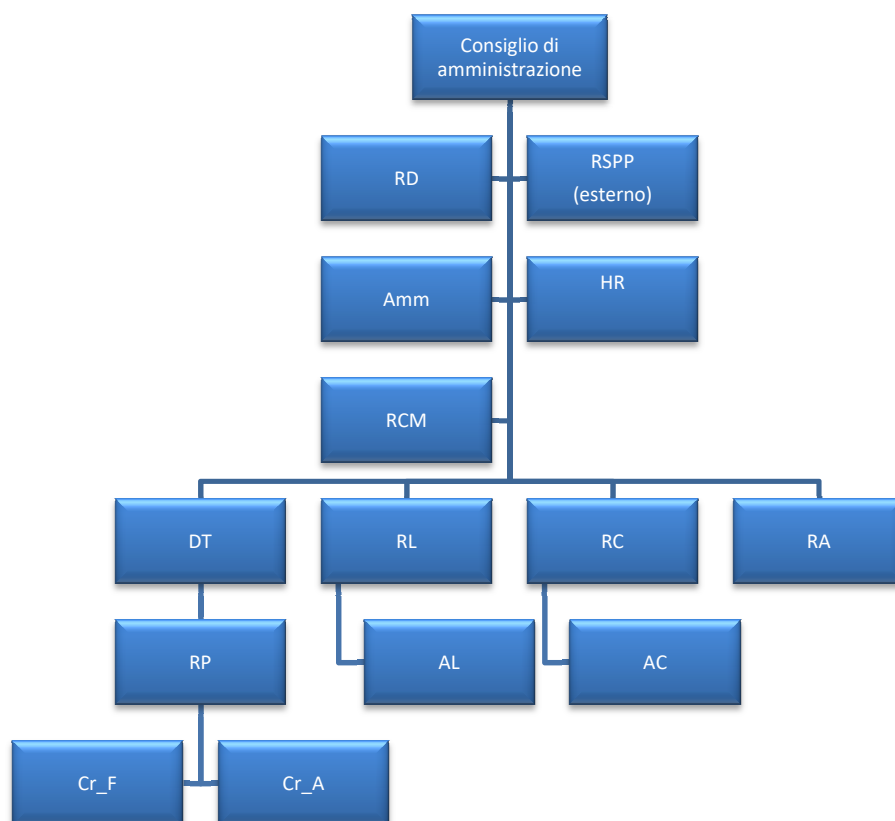 Consiglio di
amministrazione
RD
RSPP
(esterno)
Amm
HR
RCM
DT
RL
RC
RA
RP
AL
AC
Cr_F
Cr_A